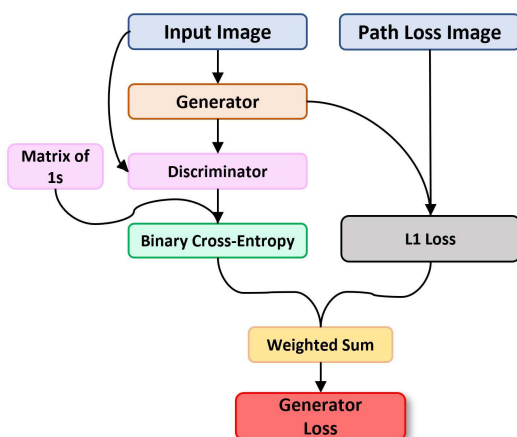 Input Image
Path Loss Image
Generator
Matrix of
1s
Discriminator
Binary Cross-Entropy
L1 Loss
Weighted Sum
Generator
Loss